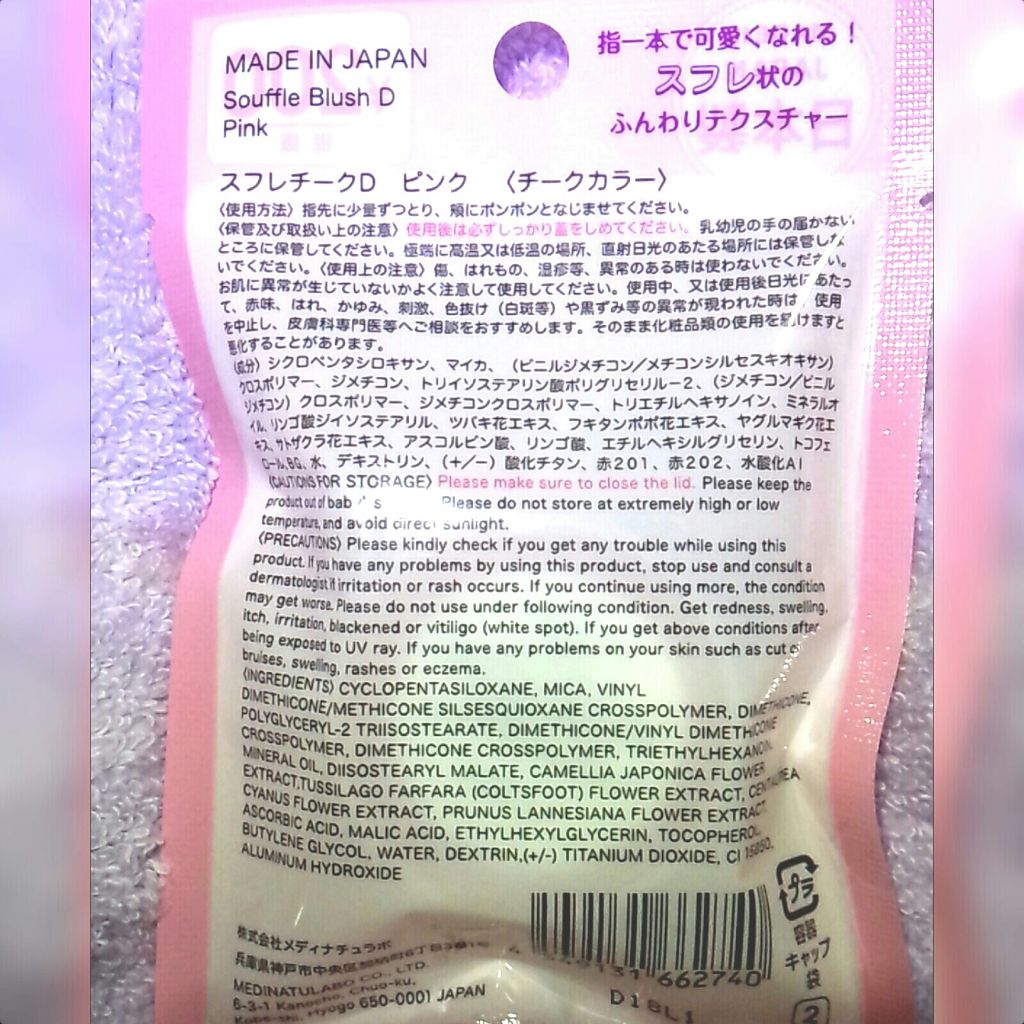 MADE IN JAPAN
Souffle Blush D
Pink
指一本で可愛くなれる！
スフレ状の
ふんわりテクスチャー
スフレチークD　ピンク　〈チークカラー〉
〈使用方法〉指先に少量ずつとり、頬にポンポンとなじませてください。
〈保管及び取扱い上の注意〉使用後は必ずしっかり蓋をしめてください。乳幼児の手の届かない
ところに保管してください。極端に高温又は低温の場所、直射日光のあたる場所には保管しな
いでください。〈使用上の注意〉傷、はれもの、湿疹等、異常のある時は使わないでください。
お肌に異常が生じていないかよく注意して使用してください。使用中、又は使用後日光にあたっ
て、赤味、はれ、かゆみ、刺激、色抜け（白斑等）や黒ずみ等の異常が現われた時は、使用
を中止し、皮膚科専門医等へご相談をおすすめします。そのまま化粧品類の使用を続けますと
悪化することがあります。
〈成分〉シクロペンタシロキサン、マイカ、（ビニルジメチコン／メチコンシルセスキオキサン）
クロスポリマー、ジメチコン、トリイソステアリン酸ポリグリセリル－2、（ジメチコン／ビニル
ジメチコン）クロスポリマー、ジメチコンクロスポリマー、トリエチルヘキサノイン、ミネラルオ
イル、リンゴ酸ジイソステアリル、ツバキ花エキス、フキタンポポ花エキス、ヤグルマギク花エ
キス、サトザクラ花エキス、アスコルビン酸、リンゴ酸、エチルヘキシルグリセリン、トコフェ
ロール、BG、水、デキストリン、（+/−）酸化チタン、赤201、赤202、水酸化Al
〈CAUTIONS FOR STORAGE〉Please make sure to close the lid. Please keep the
product out of Please do not store at extremely high or low
temperature, and avoid direct sunlight.
〈PRECAUTIONS〉Please kindly check if you get any trouble while using this
product. If you have any problems by using this product, stop use and consult a
dermatologist if irritation or rash occurs. If you continue using more, the condition
may get worse. Please do not use under following condition. Get redness, swelling,
itch, irritation, blackened or vitiligo (white spot). If you get above conditions after
being exposed to UV ray. If you have any problems on your skin such as cut
bruises, swelling, rashes or eczema.
〈INGREDIENTS〉CYCLOPENTASILOXANE, MICA, VINYL
DIMETHICONE/METHICONE SILSESQUIOXANE CROSSPOLYMER, DIMETHICONE,
POLYGLYCERYL-2 TRIISOSTEARATE, DIMETHICONE/VINYL DIMETHICONE
CROSSPOLYMER, DIMETHICONE CROSSPOLYMER, TRIETHYLHEXANOIN,
MINERAL OIL, DIISOSTEARYL MALATE, CAMELLIA JAPONICA FLOWER
EXTRACT,TUSSILAGO FARFARA (COLTSFOOT) FLOWER EXTRACT, CENTAUREA
CYANUS FLOWER EXTRACT, PRUNUS LANNESIANA FLOWER EXTRACT,
ASCORBIC ACID, MALIC ACID, ETHYLHEXYLGLYCERIN, TOCOPHEROL,
BUTYLENE GLYCOL, WATER, DEXTRIN,(+/-) TITANIUM DIOXIDE, CI 15850,
ALUMINUM HYDROXIDE
プラ
容器
キャップ
袋
株式会社メディナチュラボ
兵庫県神戸市中央区加納町6丁目3番1号
MEDINATULABO CO., LTD.
6-3-1 Kanocho, Chuo-ku,
Kobe-shi, Hyogo 650-0001 JAPAN
662740
D18L1
2